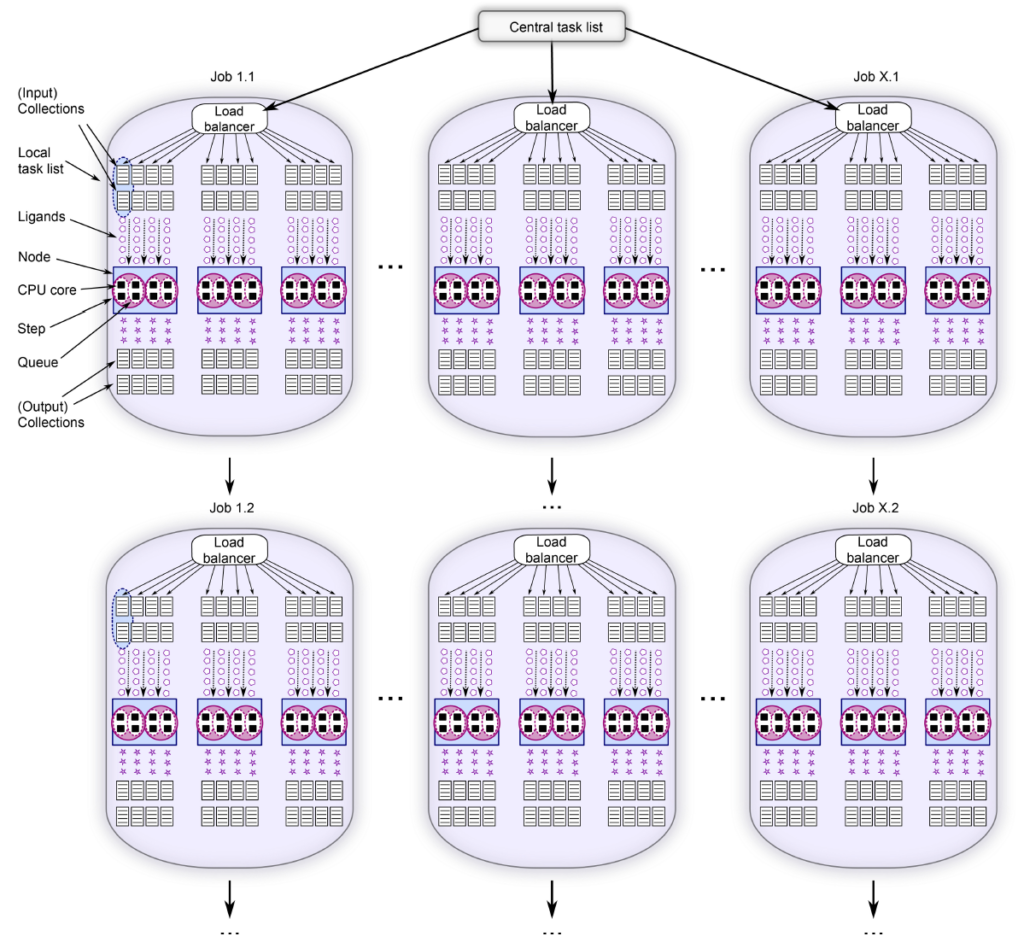 Central task list
Job 1.1
Job X.1
(Input)
Collections
Load
balancer
Load
balancer
Load
balancer
Local
task list
Ligands
Node
CPU core
Step
Queue
(Output)
Collections
...
...
Job 1.2
...
Job X.2
Load
balancer
Load
balancer
Load
balancer
...
...
...
...
...